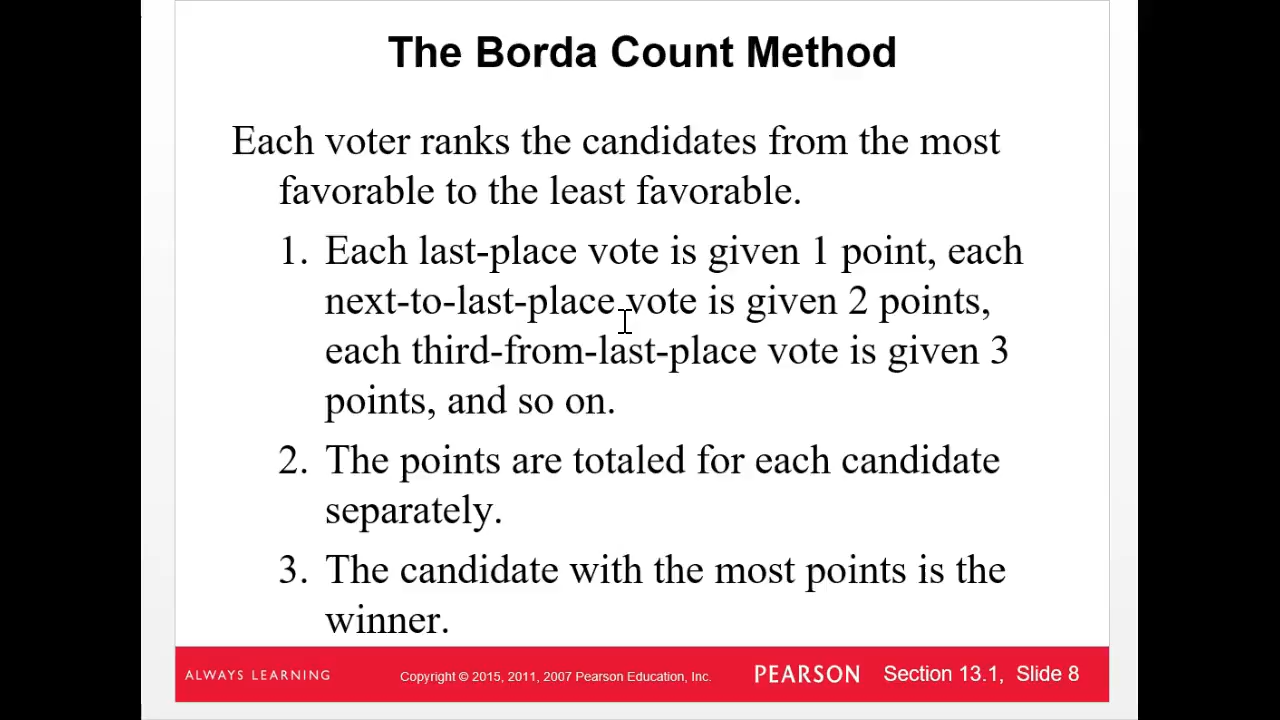 The Borda Count Method
Each voter ranks the candidates from the most
favorable to the least favorable.
1. Each last-place vote is given 1 point, each
next-to-last-place vote is given 2 points,
each third-from-last-place vote is given 3
points, and so on.
2. The points are totaled for each candidate
separately.
3. The candidate with the most points is the
winner.
ALWAYS LEARNING Copyright © 2015, 2011, 2007 Pearson Education, Inc. PEARSON Section 13.1, Slide 8